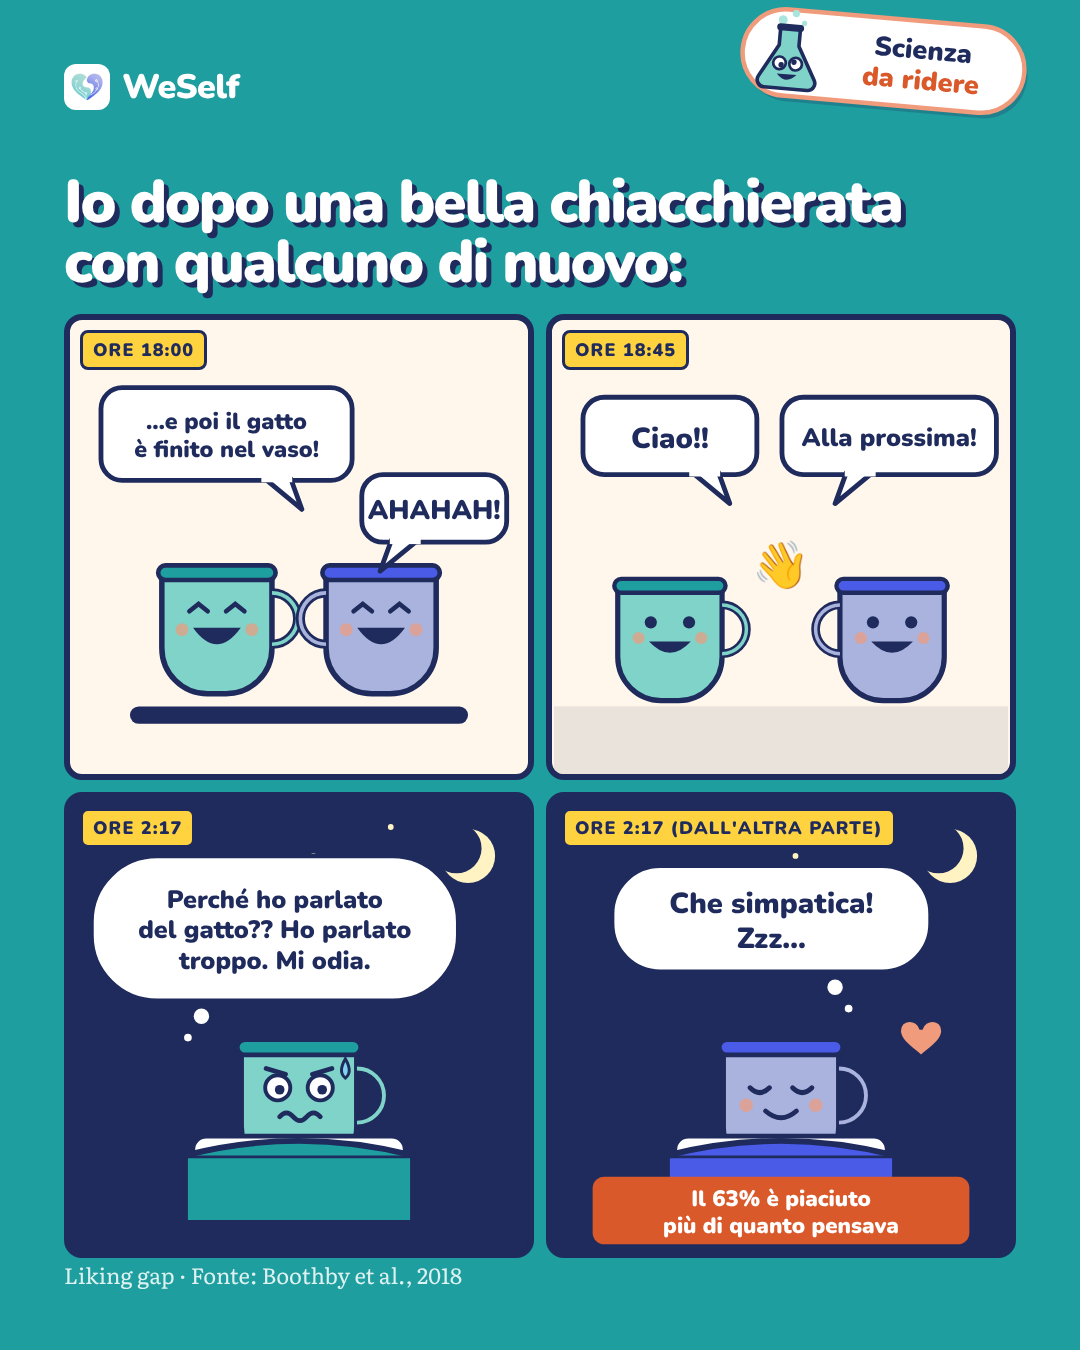 WeSelf
Scienza
da ridere
Io dopo una bella chiacchierata
con qualcuno di nuovo:
ORE 18:00
...e poi il gatto
è finito nel vaso!
AHAHAH!
ORE 18:45
Ciao!!
Alla prossima!
ORE 2:17
Perché ho parlato
del gatto?? Ho parlato
troppo. Mi odia.
ORE 2:17 (DALL'ALTRA PARTE)
Che simpatica!
Zzz...
Il 63% è piaciuto
più di quanto pensava
Liking gap · Fonte: Boothby et al., 2018